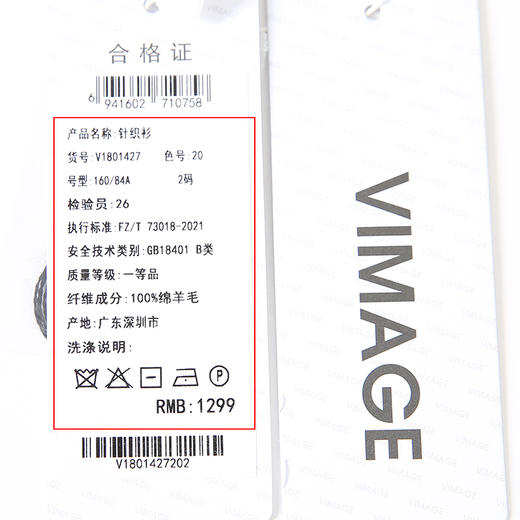 合格证
6 941602 710758
产品名称:针织衫
货号:V1801427 色号:20
号型:160/84A 2码
检验员:26
执行标准:FZ/T 73018-2021
安全技术类别:GB18401 B类
质量等级:一等品
纤维成分:100%绵羊毛
产地:广东深圳市
洗涤说明:
P
RMB:1299
V1801427202
VIMAGE